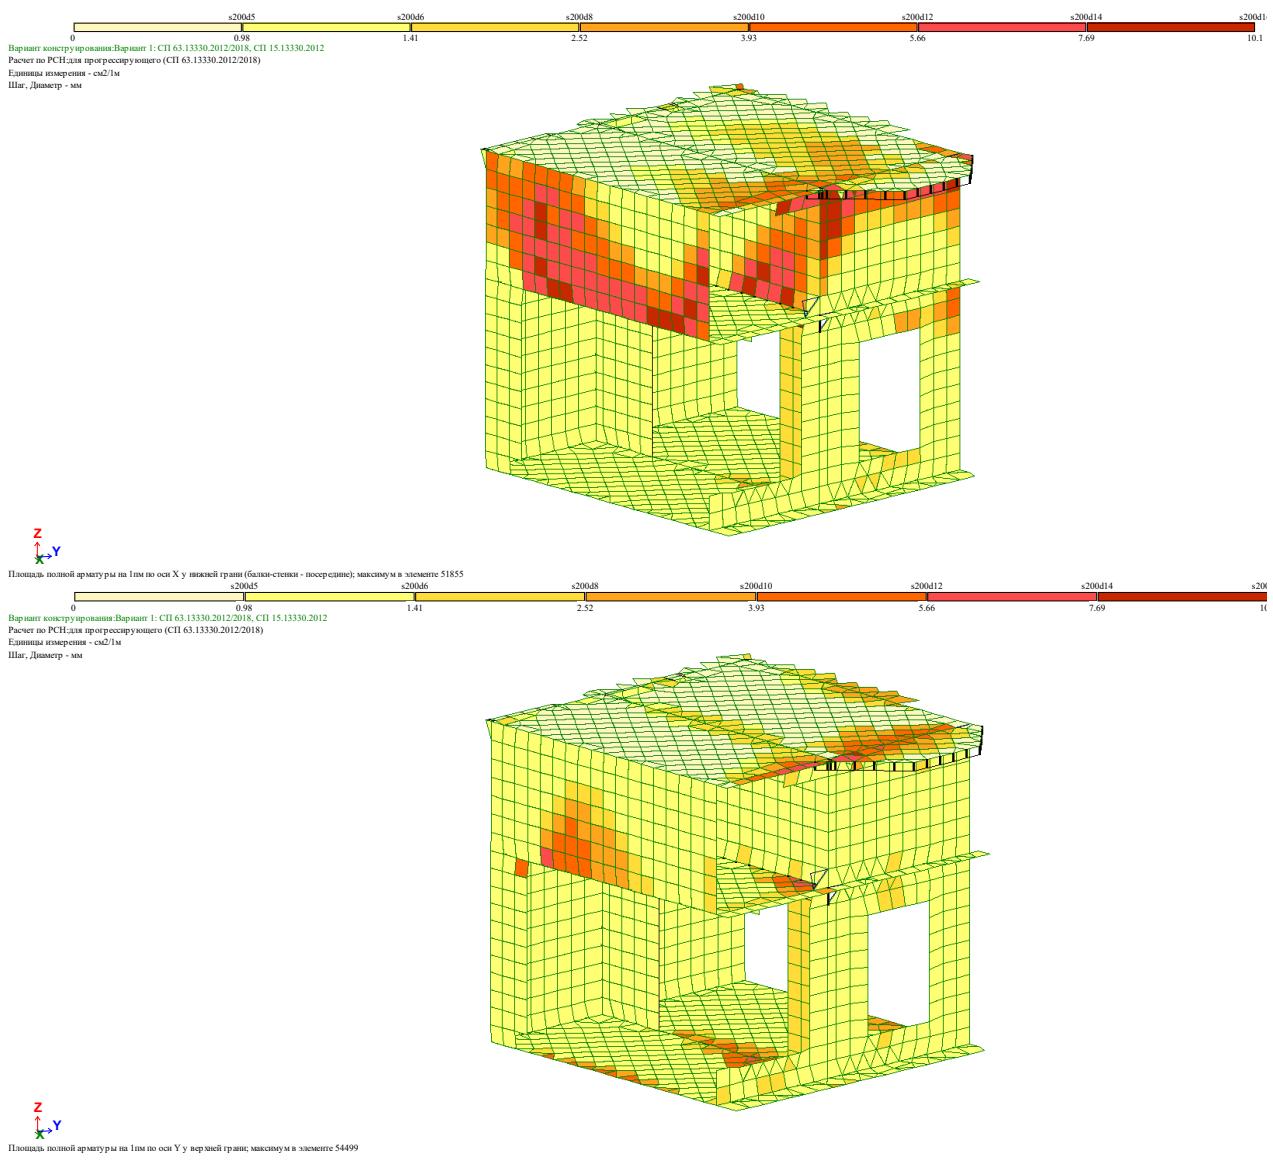 s200d5 s200d6 s200d8 s200d10 s200d12 s200d14 s200d1
0 0.98 1.41 2.52 3.93 5.66 7.69 10.1
Вариант конструирования:Вариант 1: СП 63.13330.2012/2018, СП 15.13330.2012
Расчет по РСН;для прогрессирующего (СП 63.13330.2012/2018)
Единицы измерения - см2/1м
Шаг, Диаметр - мм
Z
Y
X
Площадь полной арматуры на 1пм по оси X у нижней грани (балки-стенки - посередине); максимум в элементе 51855
s200d5 s200d6 s200d8 s200d10 s200d12 s200d14 s200
0 0.98 1.41 2.52 3.93 5.66 7.69 10
Вариант конструирования:Вариант 1: СП 63.13330.2012/2018, СП 15.13330.2012
Расчет по РСН;для прогрессирующего (СП 63.13330.2012/2018)
Единицы измерения - см2/1м
Шаг, Диаметр - мм
Z
Y
X
Площадь полной арматуры на 1пм по оси Y у верхней грани; максимум в элементе 54499